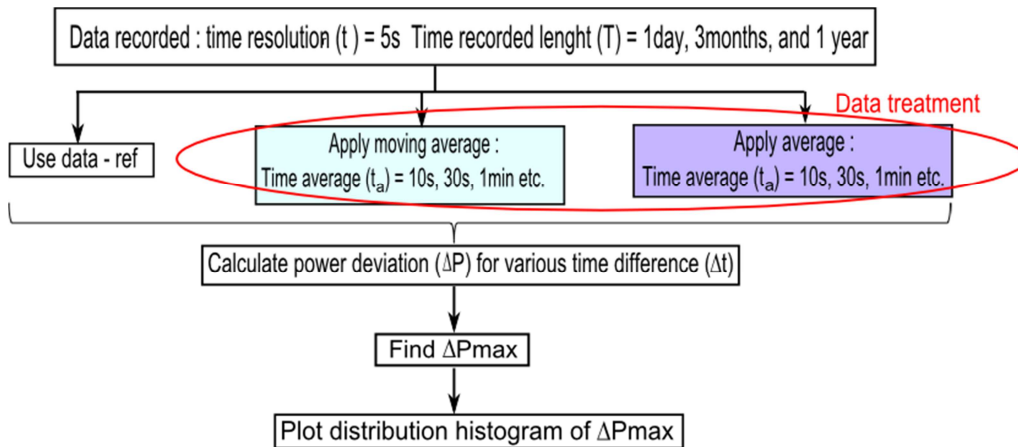 Data recorded : time resolution (t ) = 5s Time recorded lenght (T) = 1day, 3months, and 1 year
Data treatment
Use data - ref
Apply moving average :
Time average (tₐ) = 10s, 30s, 1min etc.
Apply average :
Time average (tₐ) = 10s, 30s, 1min etc.
Calculate power deviation (ΔP) for various time difference (Δt)
Find ΔPmax
Plot distribution histogram of ΔPmax